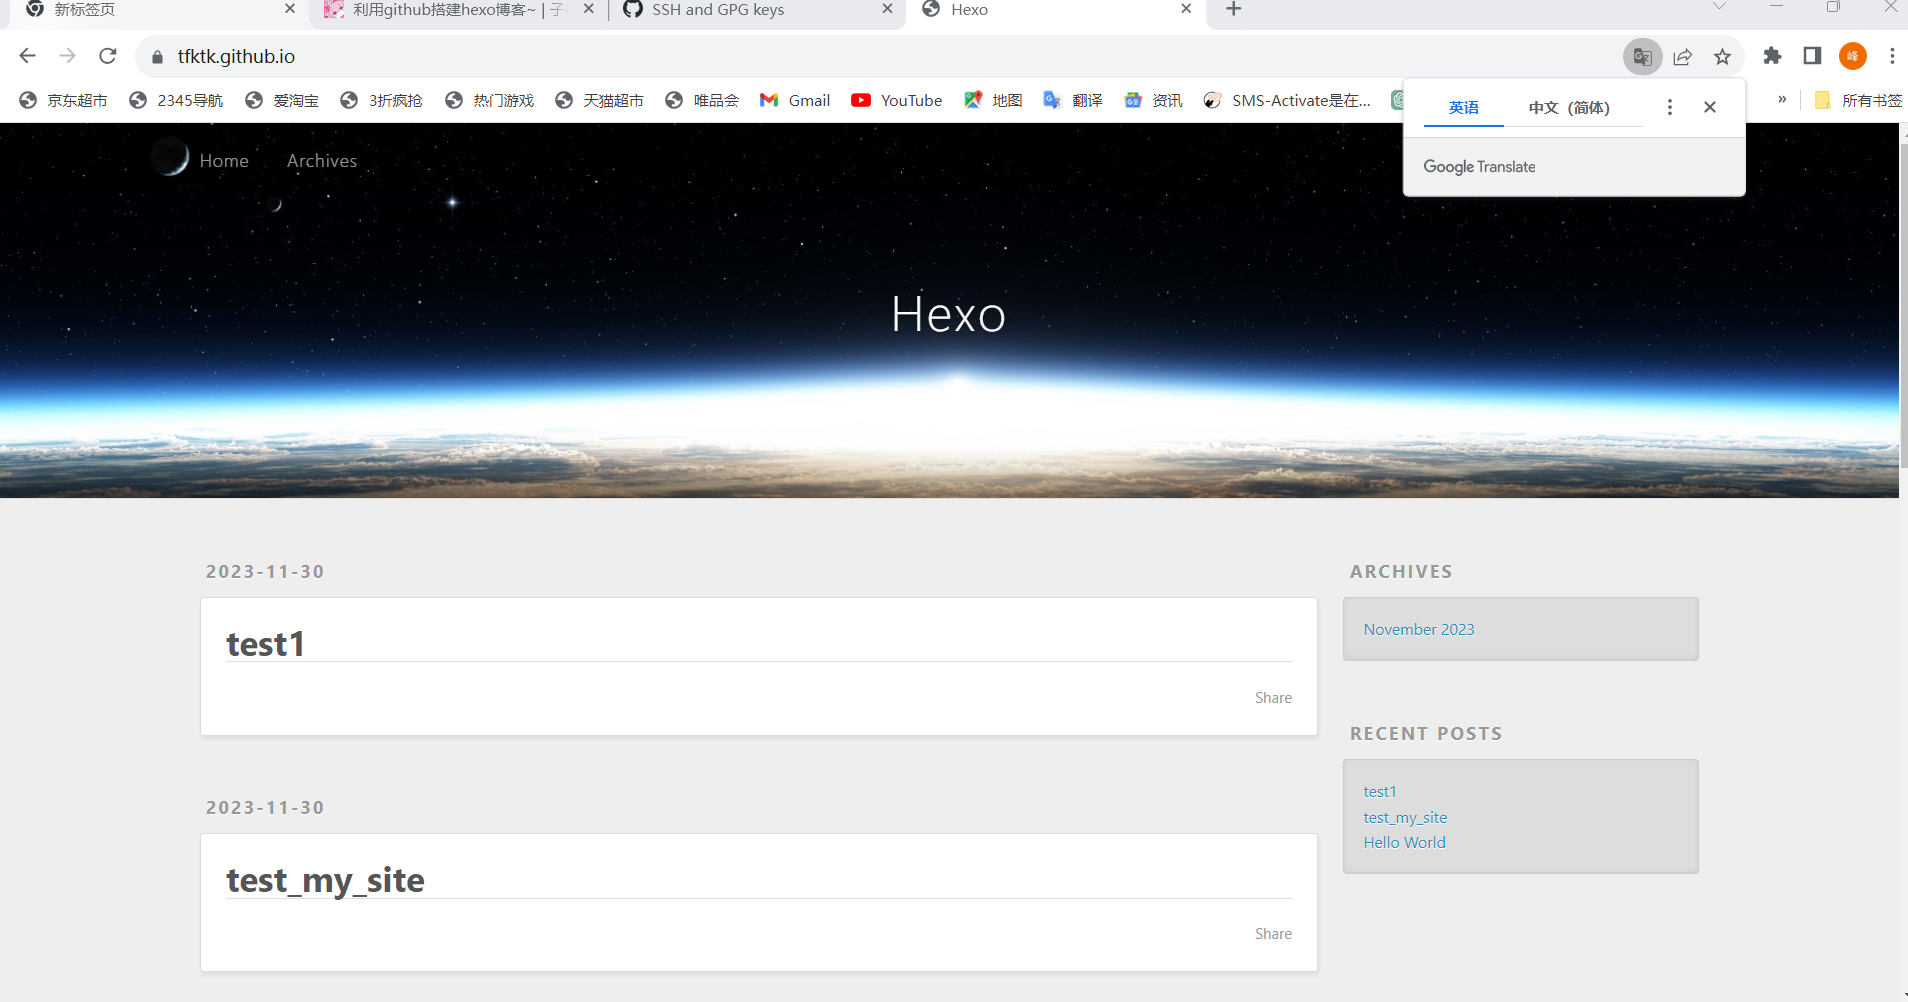 新标签页
利用github搭建hexo博客~ | 子
SSH and GPG keys
Hexo
tfktk.github.io
峰
京东超市
2345导航
爱淘宝
3折疯抢
热门游戏
天猫超市
唯品会
Gmail
YouTube
地图
翻译
资讯
SMS-Activate是在...
»
所有书签
英语
中文（简体）
Google Translate
Home
Archives
Hexo
2023-11-30
test1
Share
2023-11-30
test_my_site
Share
ARCHIVES
November 2023
RECENT POSTS
test1
test_my_site
Hello World